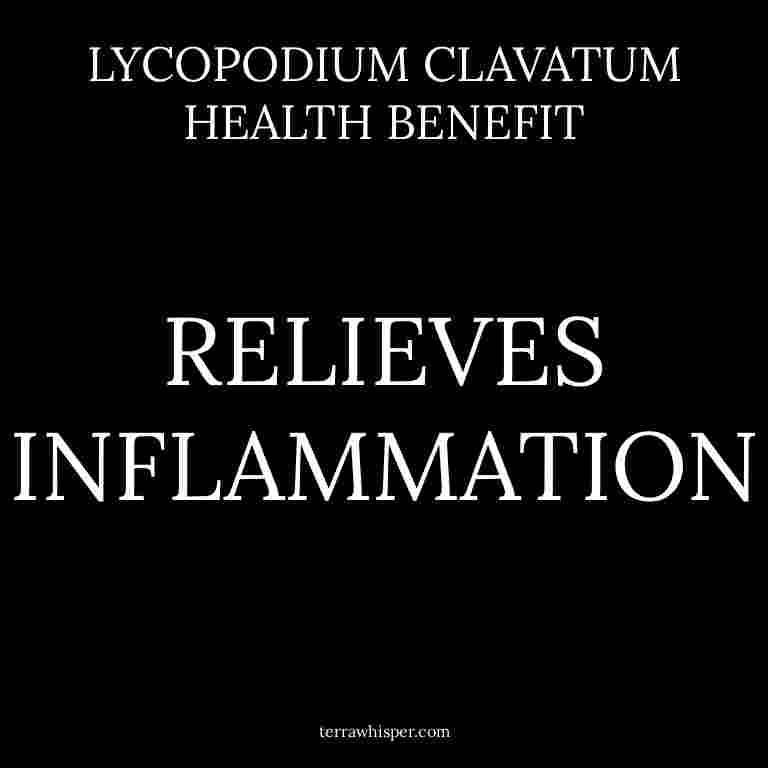 LYCOPODIUM CLAVATUM
HEALTH BENEFIT
RELIEVES
INFLAMMATION
terrawhisper.com